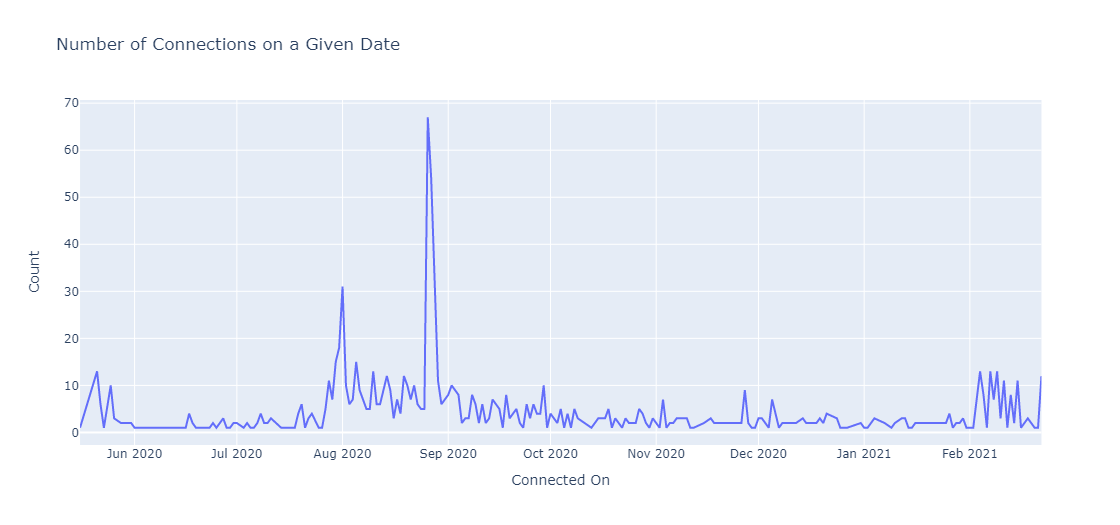 Number of Connections on a Given Date
70
60
50
40
30
20
10
0
Count
Jun 2020 Jul 2020 Aug 2020 Sep 2020 Oct 2020 Nov 2020 Dec 2020 Jan 2021 Feb 2021
Connected On